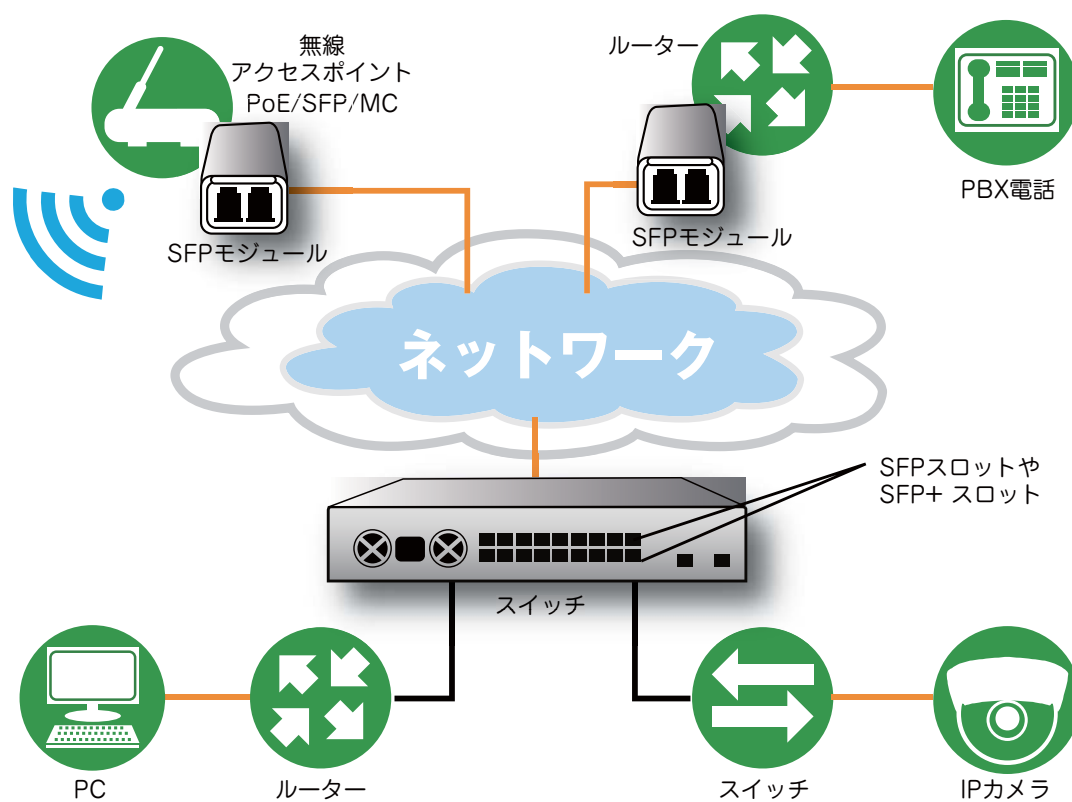 無線
アクセスポイント
PoE/SFP/MC
ルーター
PBX電話
SFPモジュール
SFPモジュール
ネットワーク
SFPスロットや
SFP+ スロット
スイッチ
PC
ルーター
スイッチ
IPカメラ